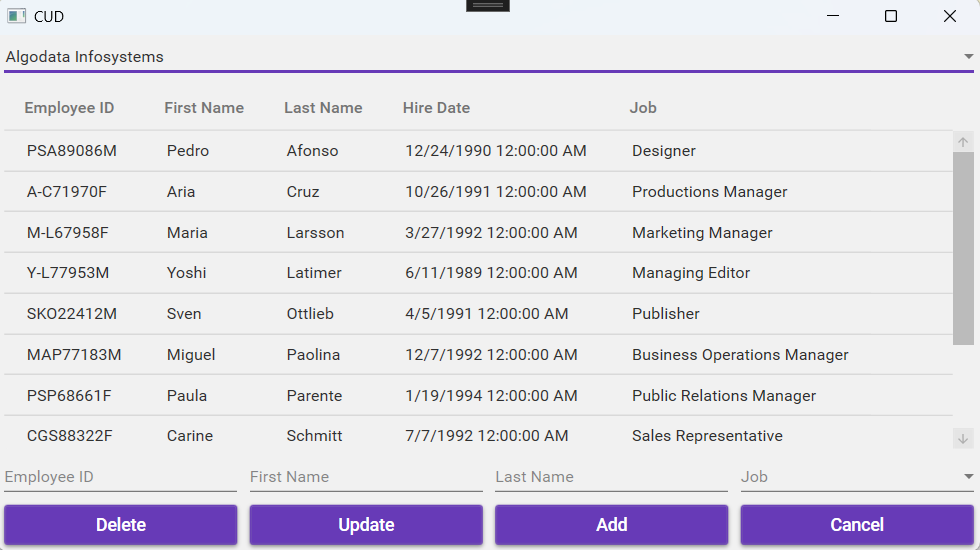 CUD
Algodata Infosystems
Employee ID First Name Last Name Hire Date Job
PSA89086M Pedro Afonso 12/24/1990 12:00:00 AM Designer
A-C71970F Aria Cruz 10/26/1991 12:00:00 AM Productions Manager
M-L67958F Maria Larsson 3/27/1992 12:00:00 AM Marketing Manager
Y-L77953M Yoshi Latimer 6/11/1989 12:00:00 AM Managing Editor
SKO22412M Sven Ottlieb 4/5/1991 12:00:00 AM Publisher
MAP77183M Miguel Paolina 12/7/1992 12:00:00 AM Business Operations Manager
PSP68661F Paula Parente 1/19/1994 12:00:00 AM Public Relations Manager
CGS88322F Carine Schmitt 7/7/1992 12:00:00 AM Sales Representative
Employee ID First Name Last Name Job
Delete Update Add Cancel